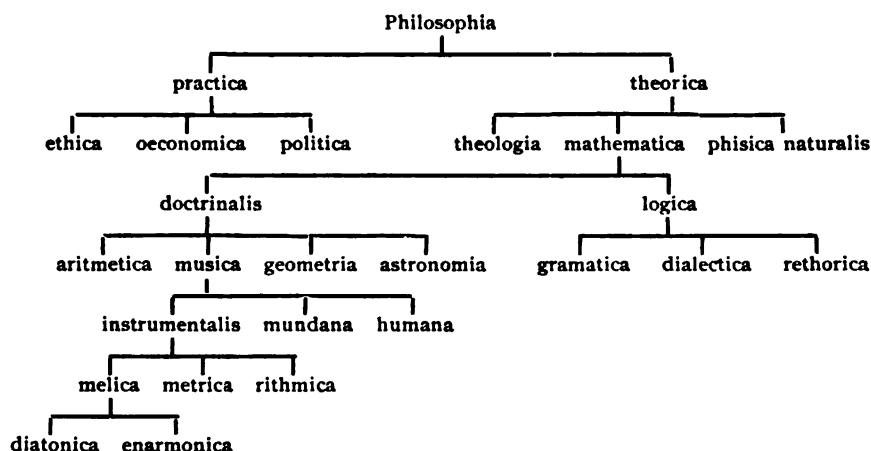 Philosophia
practica theorica
ethica oeconomica politica theologia mathematica phisica naturalis
doctrinalis logica
aritmetica musica geometria astronomia gramatica dialectica rethorica
instrumentalis mundana humana
melica metrica rithmica
diatonica enarmonica